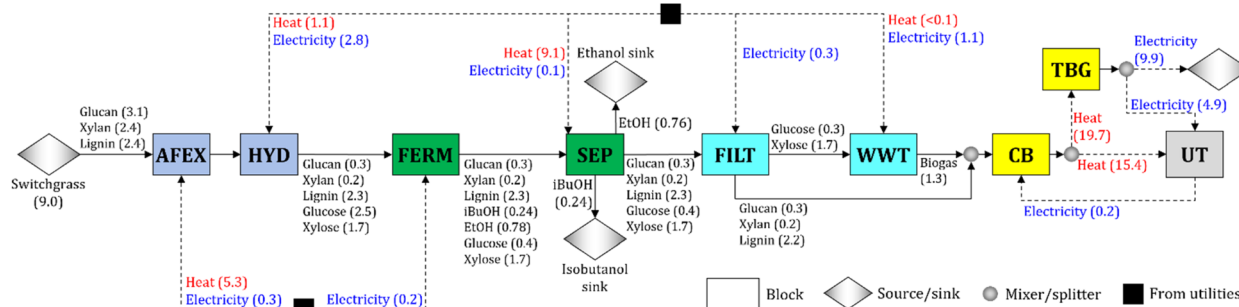 Heat (1.1)
Electricity (2.8)
Heat (9.1)
Electricity (0.1)
Ethanol sink
Electricity (0.3)
Heat (<0.1)
Electricity (1.1)
Electricity
(9.9)
TBG
Electricity (4.9)
Glucan (3.1)
Xylan (2.4)
Lignin (2.4)
EtOH (0.76)
Glucose (0.3)
Xylose (1.7)
Heat
(19.7)
AFEX
HYD
FERM
SEP
FILT
WWT
CB
UT
Switchgrass
(9.0)
Glucan (0.3)
Xylan (0.2)
Lignin (2.3)
Glucose (2.5)
Xylose (1.7)
Glucan (0.3)
Xylan (0.2)
Lignin (2.3)
iBuOH (0.24)
EtOH (0.78)
Glucose (0.4)
Xylose (1.7)
iBuOH
(0.24)
Glucan (0.3)
Xylan (0.2)
Lignin (2.3)
Glucose (0.4)
Xylose (1.7)
Biogas
(1.3)
Heat (15.4)
Electricity (0.2)
Glucan (0.3)
Xylan (0.2)
Lignin (2.2)
Isobutanol
sink
Heat (5.3)
Electricity (0.3)
Electricity (0.2)
Block
Source/sink
Mixer/splitter
From utilities